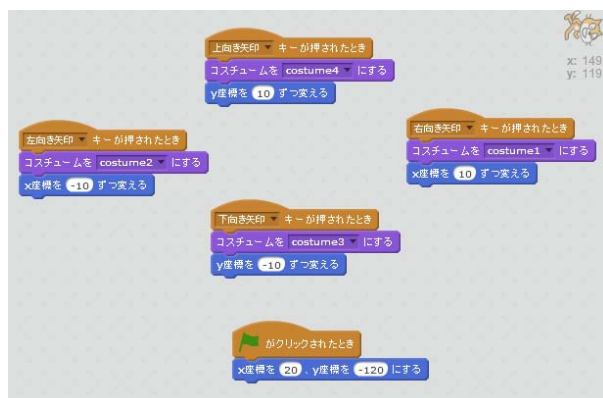 上向き矢印 キーが押されたとき
コスチュームを costume4 にする
y座標を 10 ずつ変える
x: 149
y: 119
左向き矢印 キーが押されたとき
コスチュームを costume2 にする
x座標を -10 ずつ変える
右向き矢印 キーが押されたとき
コスチュームを costume1 にする
x座標を 10 ずつ変える
下向き矢印 キーが押されたとき
コスチュームを costume3 にする
y座標を -10 ずつ変える
がクリックされたとき
x座標を 20 、y座標を -120 にする